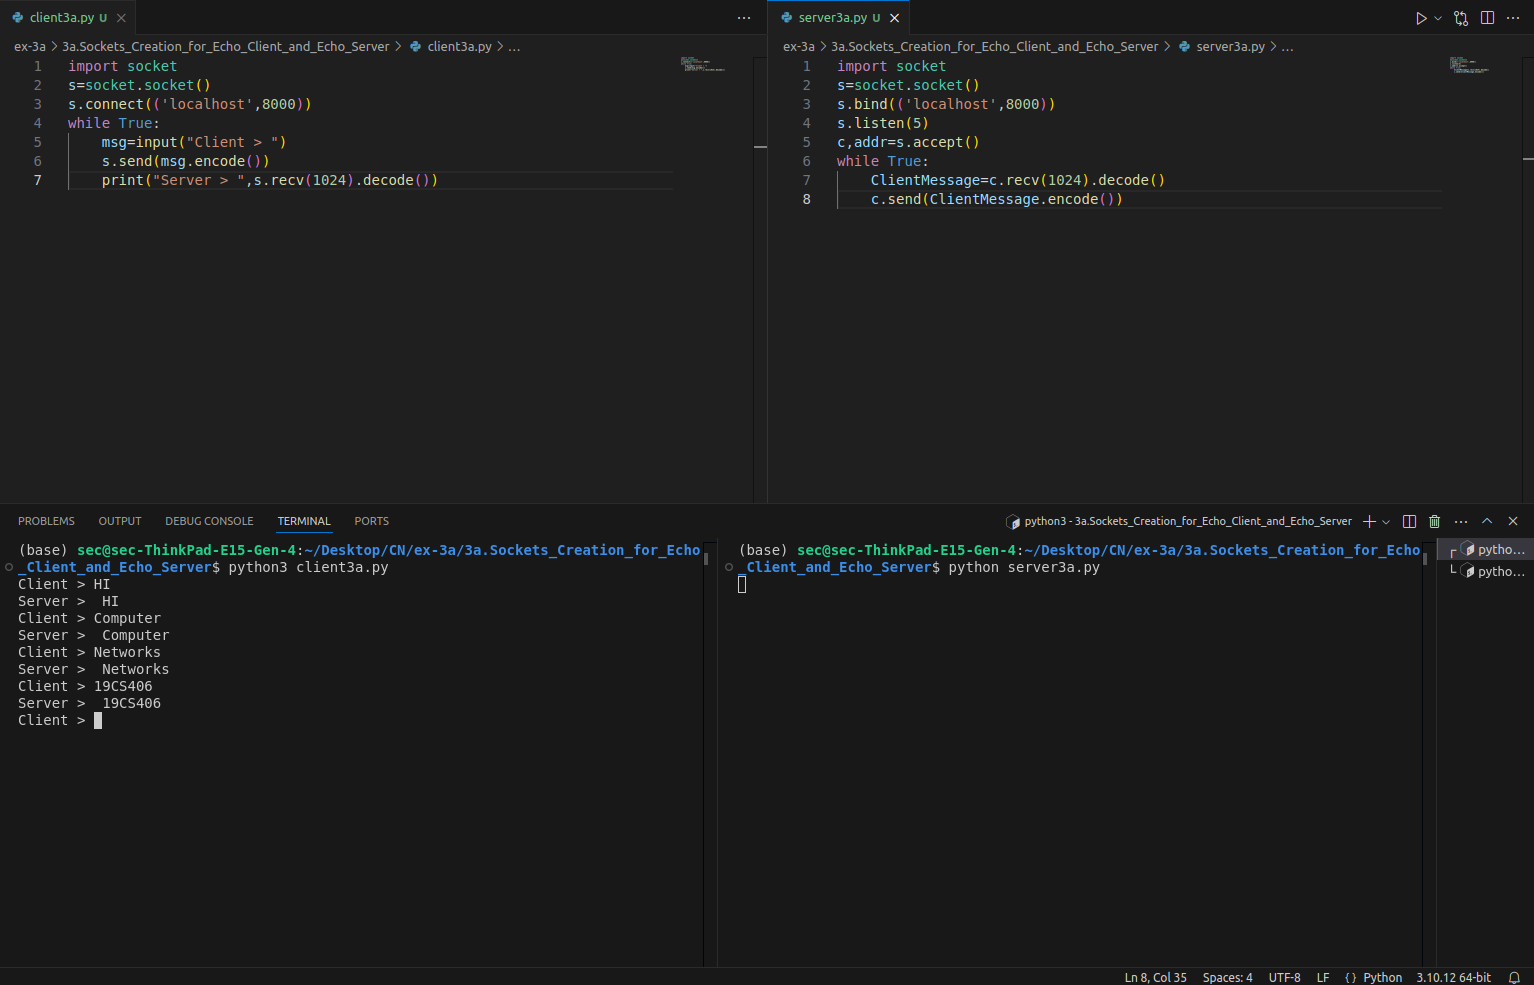 client3a.py U
ex-3a > 3a.Sockets_Creation_for_Echo_Client_and_Echo_Server > client3a.py > ...
1 import socket
2 s=socket.socket()
3 s.connect(('localhost',8000))
4 while True:
5     msg=input("Client > ")
6     s.send(msg.encode())
7     print("Server > ",s.recv(1024).decode())
server3a.py U
ex-3a > 3a.Sockets_Creation_for_Echo_Client_and_Echo_Server > server3a.py > ...
1 import socket
2 s=socket.socket()
3 s.bind(('localhost',8000))
4 s.listen(5)
5 c,addr=s.accept()
6 while True:
7     ClientMessage=c.recv(1024).decode()
8     c.send(ClientMessage.encode())
PROBLEMS OUTPUT DEBUG CONSOLE TERMINAL PORTS
python3 - 3a.Sockets_Creation_for_Echo_Client_and_Echo_Server
(base) sec@sec-ThinkPad-E15-Gen-4:~/Desktop/CN/ex-3a/3a.Sockets_Creation_for_Echo
_Client_and_Echo_Server$ python3 client3a.py
Client > HI
Server >  HI
Client > Computer
Server >  Computer
Client > Networks
Server >  Networks
Client > 19CS406
Server >  19CS406
Client >
(base) sec@sec-ThinkPad-E15-Gen-4:~/Desktop/CN/ex-3a/3a.Sockets_Creation_for_Echo
_Client_and_Echo_Server$ python server3a.py
pytho...
pytho...
Ln 8, Col 35 Spaces: 4 UTF-8 LF {} Python 3.10.12 64-bit